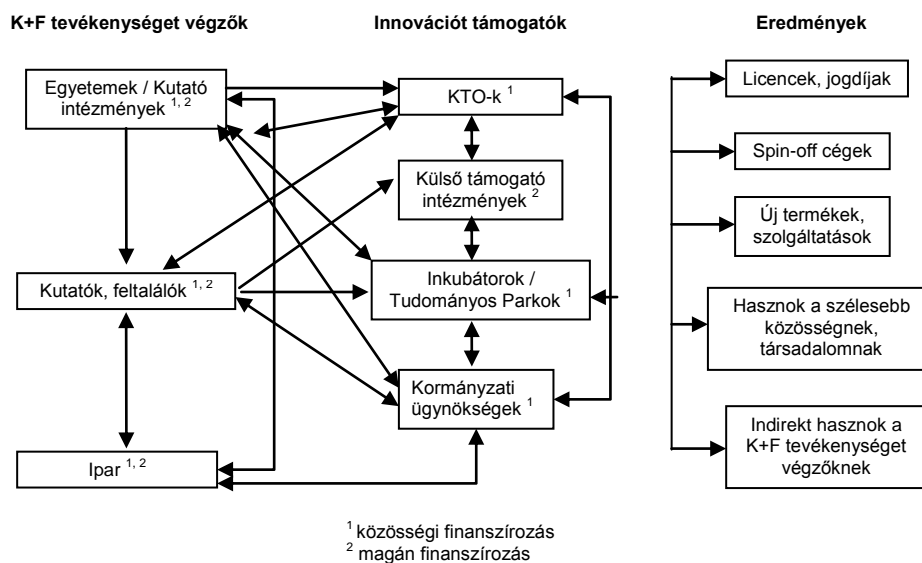 K+F tevékenységet végzők
Egyetemek / Kutató
intézmények 1, 2
Kutatók, feltalálók 1, 2
Ipar 1, 2
Innovációt támogatók
KTO-k 1
Külső támogató
intézmények 2
Inkubátorok /
Tudományos Parkok 1
Kormányzati
ügynökségek 1
Eredmények
Licencek, jogdíjak
Spin-off cégek
Új termékek,
szolgáltatások
Hasznok a szélesebb
közösségnek,
társadalomnak
Indirekt hasznok a
K+F tevékenységet
végzőknek
1 közösségi finanszírozás
2 magán finanszírozás